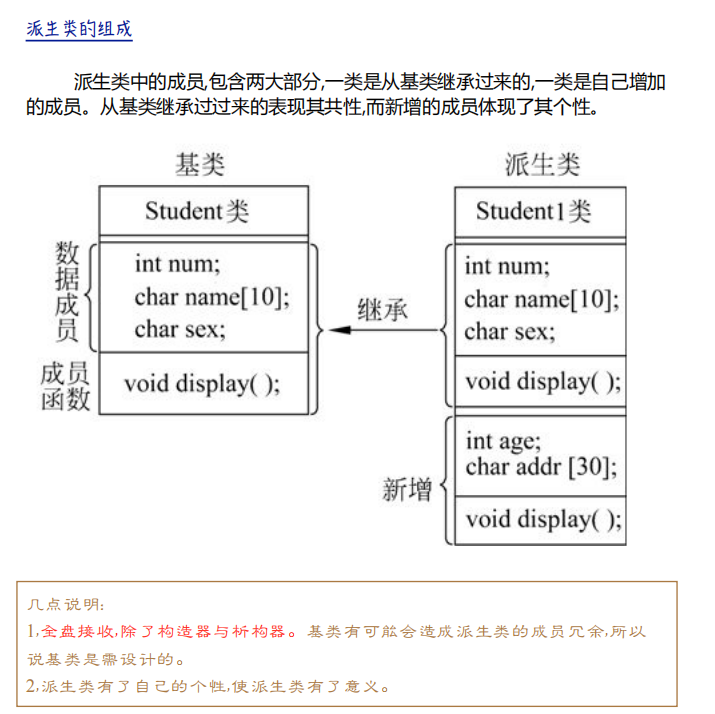 派生类的组成
派生类中的成员,包含两大部分,一类是从基类继承过来的,一类是自己增加
的成员。从基类继承过过来的表现其共性,而新增的成员体现了其个性。
基类
派生类
Student类
Student1类
数据成员
int num;
char name[10];
char sex;
继承
int num;
char name[10];
char sex;
成员
函数
void display( );
void display( );
新增
int age;
char addr [30];
void display( );
几点说明:
1,全盘接收,除了构造器与析构器。基类有可能会造成派生类的成员冗余,所以
说基类是需设计的。
2,派生类有了自己的个性,使派生类有了意义。